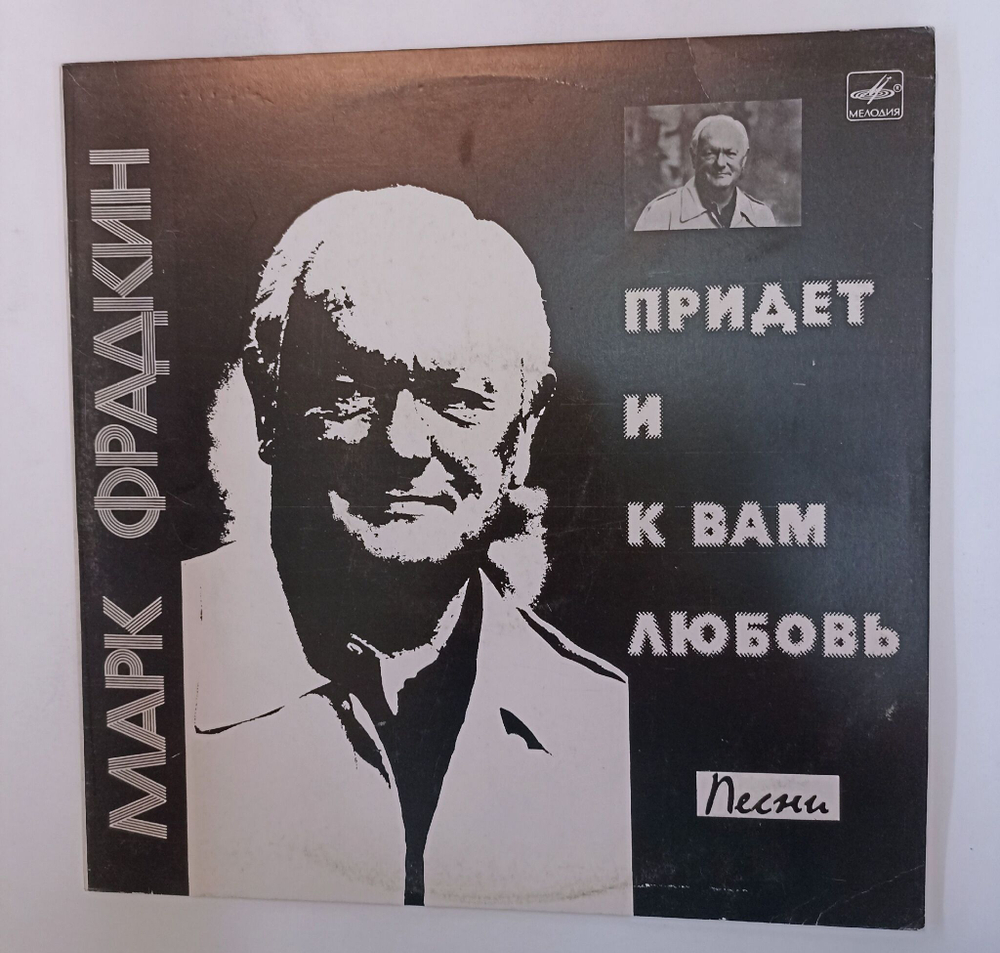 МАРК ФРАДКИН
МЕЛОДИЯ
ПРИДЕТ
И
К ВАМ
ЛЮБОВЬ
Песни